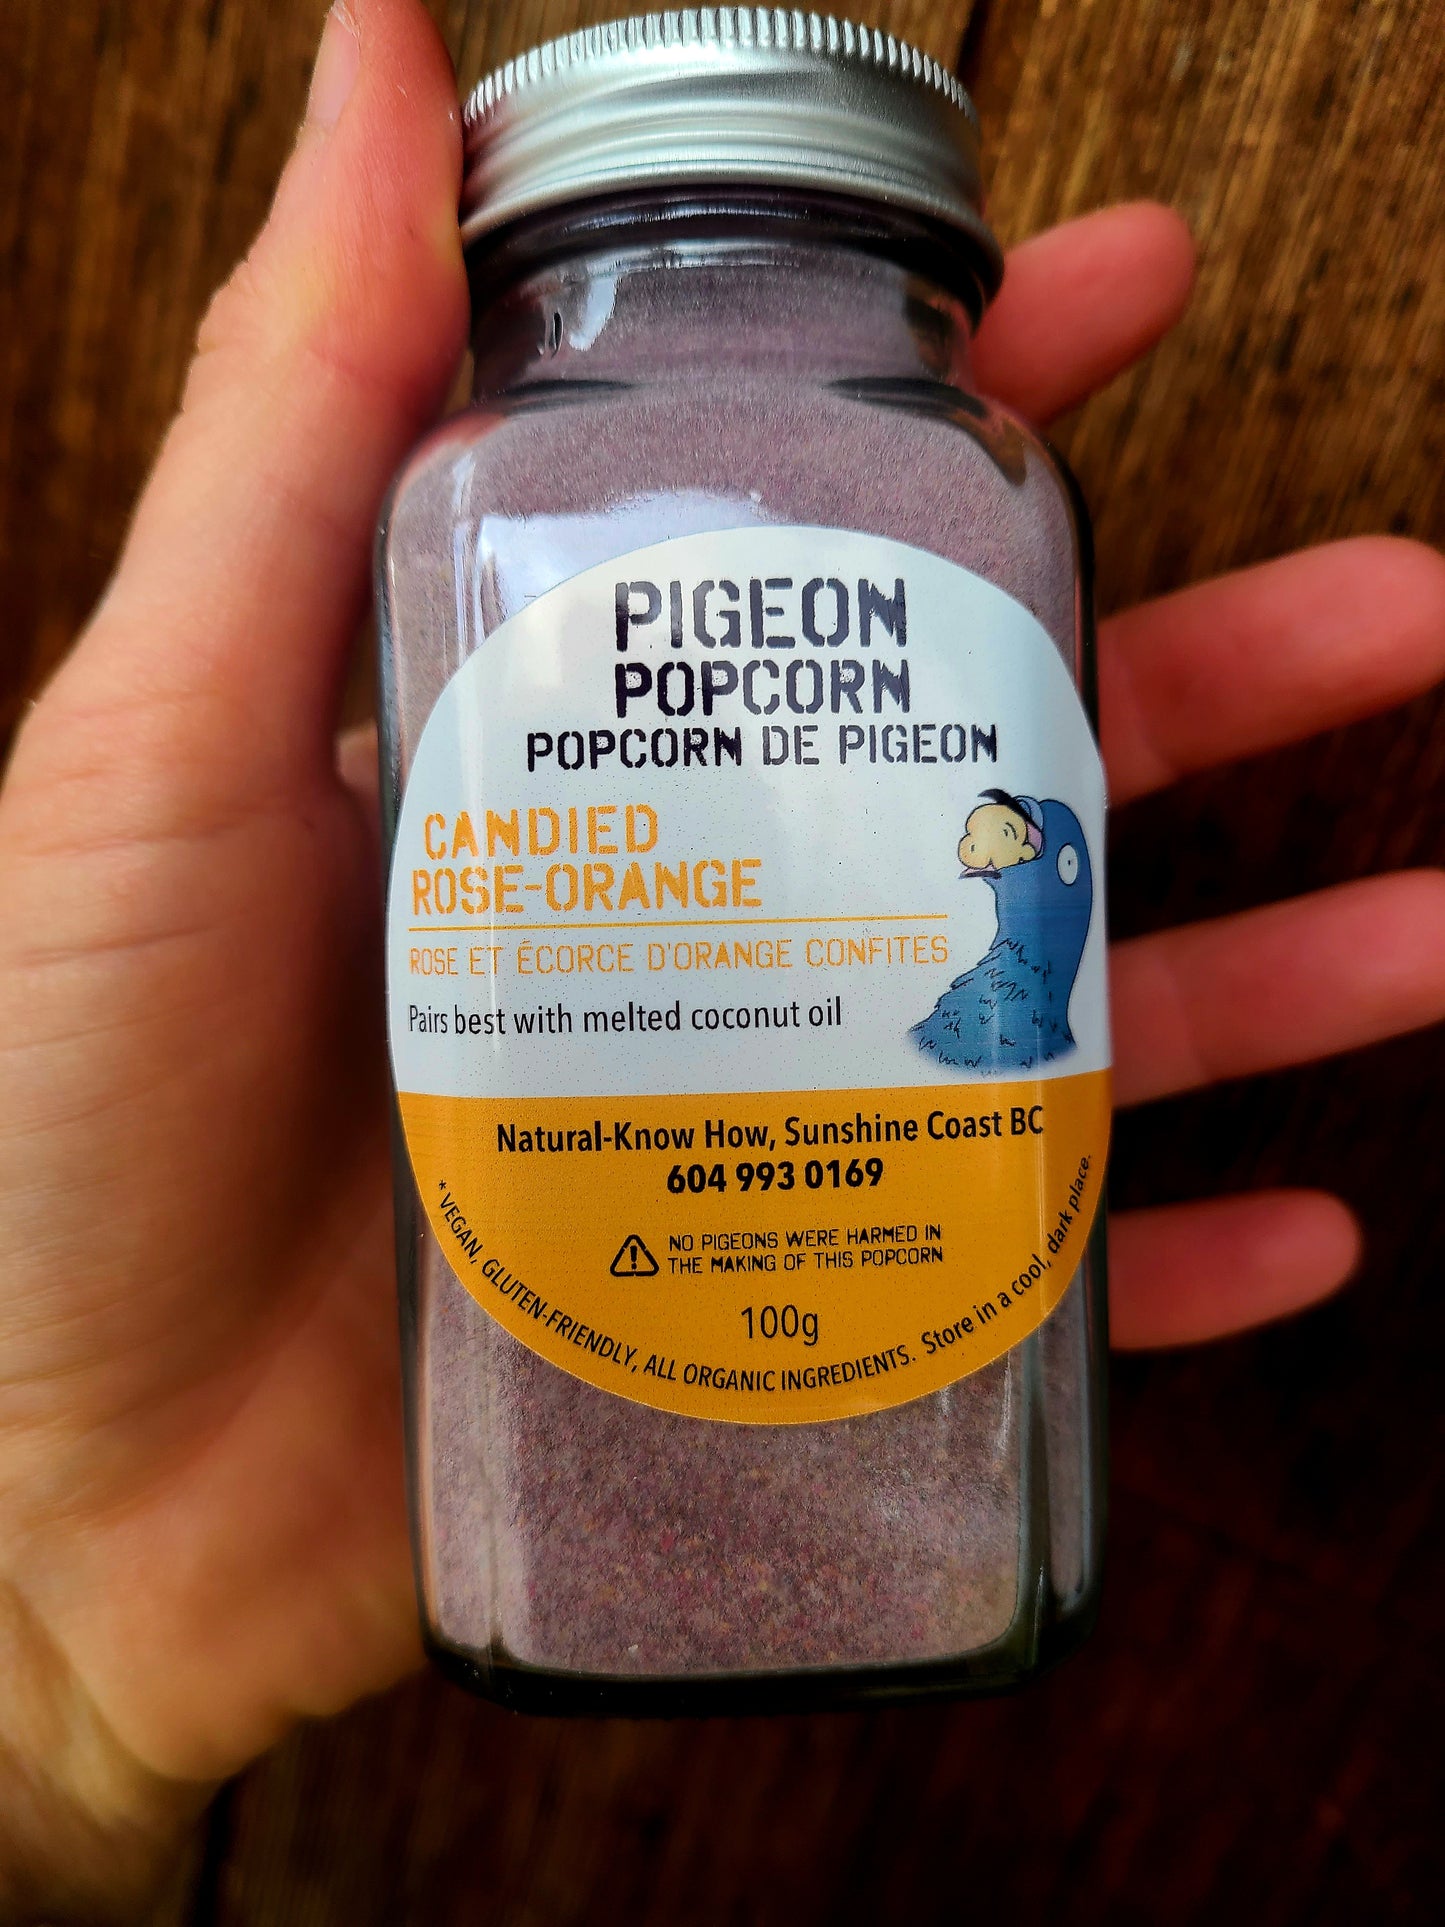 PIGEON
POPCORN
POPCORN DE PIGEON
CANDIED
ROSE-ORANGE
ROSE ET ÉCORCE D'ORANGE CONFITES
Pairs best with melted coconut oil
Natural-Know How, Sunshine Coast BC
604 993 0169
NO PIGEONS WERE HARMED IN
THE MAKING OF THIS POPCORN
100g
* VEGAN, GLUTEN-FRIENDLY, ALL ORGANIC INGREDIENTS. Store in a cool, dark place.